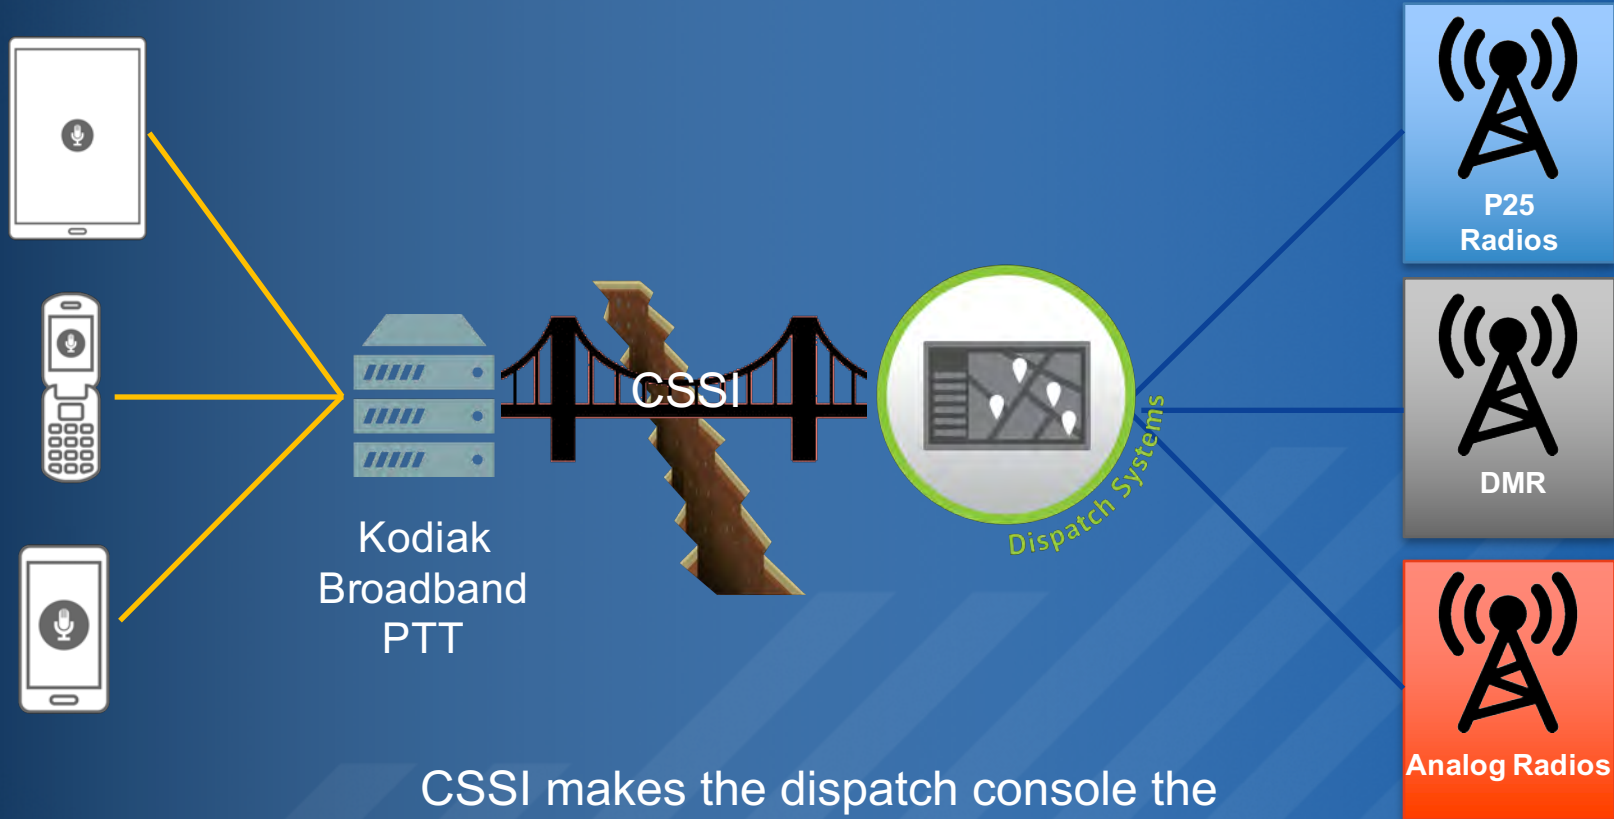 P25
Radios
DMR
Analog Radios
CSSI
Dispatch Systems
Kodiak
Broadband
PTT
CSSI makes the dispatch console the